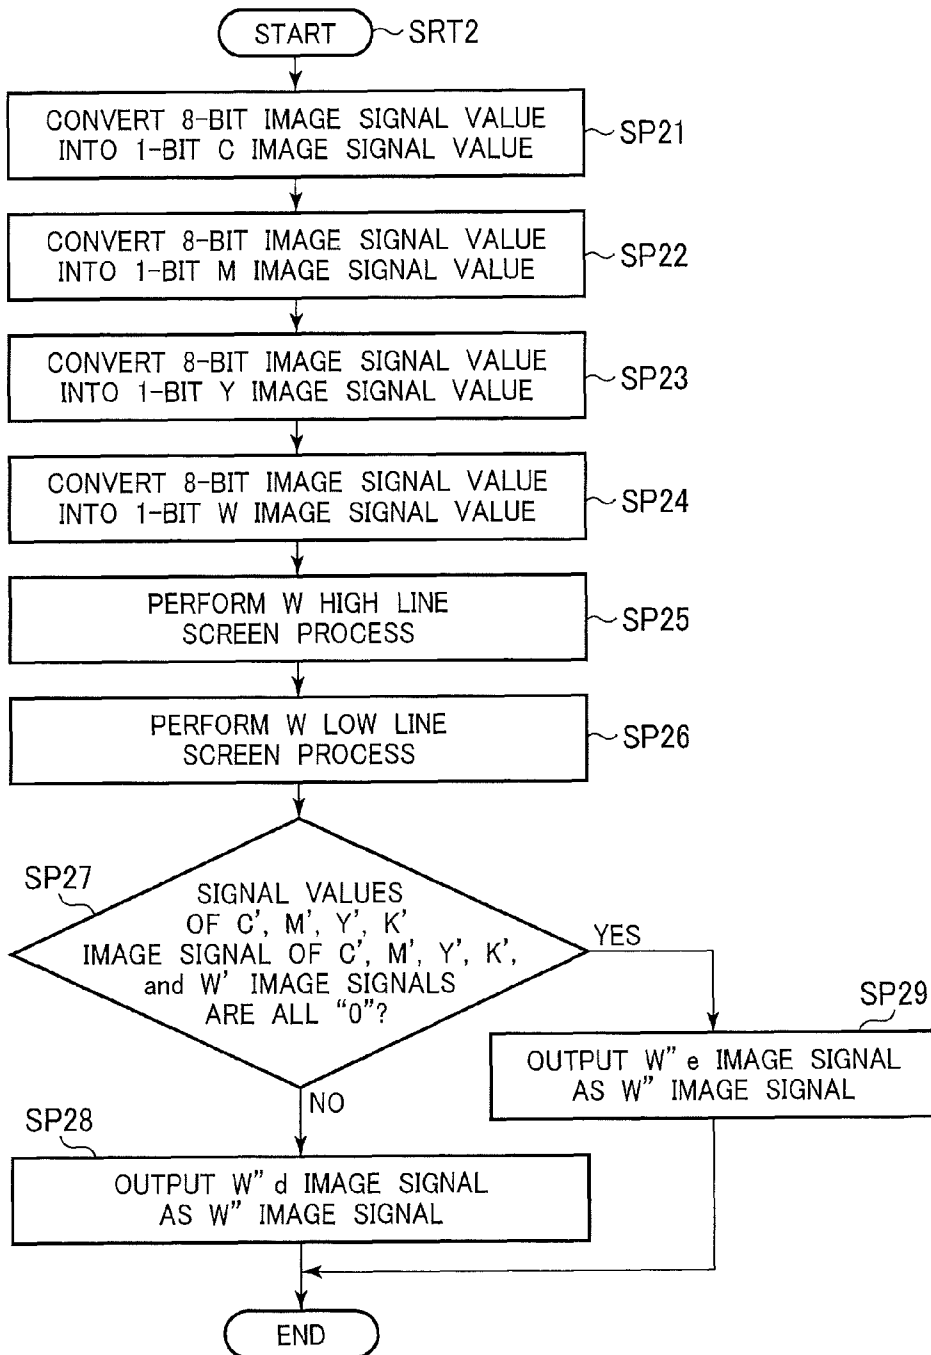 START
SRT2
CONVERT 8-BIT IMAGE SIGNAL VALUE
INTO 1-BIT C IMAGE SIGNAL VALUE
SP21
CONVERT 8-BIT IMAGE SIGNAL VALUE
INTO 1-BIT M IMAGE SIGNAL VALUE
SP22
CONVERT 8-BIT IMAGE SIGNAL VALUE
INTO 1-BIT Y IMAGE SIGNAL VALUE
SP23
CONVERT 8-BIT IMAGE SIGNAL VALUE
INTO 1-BIT W IMAGE SIGNAL VALUE
SP24
PERFORM W HIGH LINE
SCREEN PROCESS
SP25
PERFORM W LOW LINE
SCREEN PROCESS
SP26
SP27
SIGNAL VALUES
OF C', M', Y', K'
IMAGE SIGNAL OF C', M', Y', K',
and W' IMAGE SIGNALS
ARE ALL “0”?
YES
SP29
OUTPUT W” e IMAGE SIGNAL
AS W” IMAGE SIGNAL
NO
SP28
OUTPUT W” d IMAGE SIGNAL
AS W” IMAGE SIGNAL
END